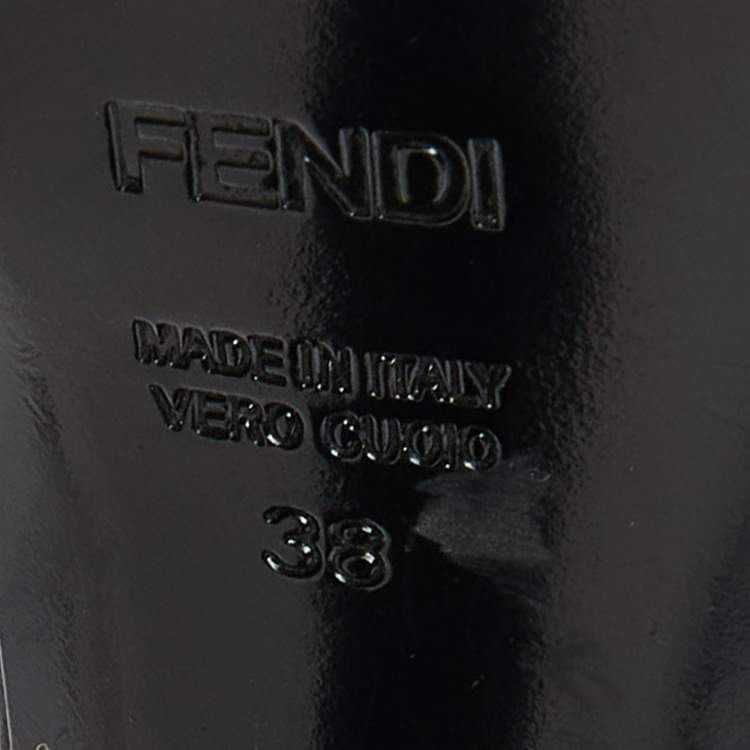 FENDI
MADE IN ITALY
VERO CUOIO
38